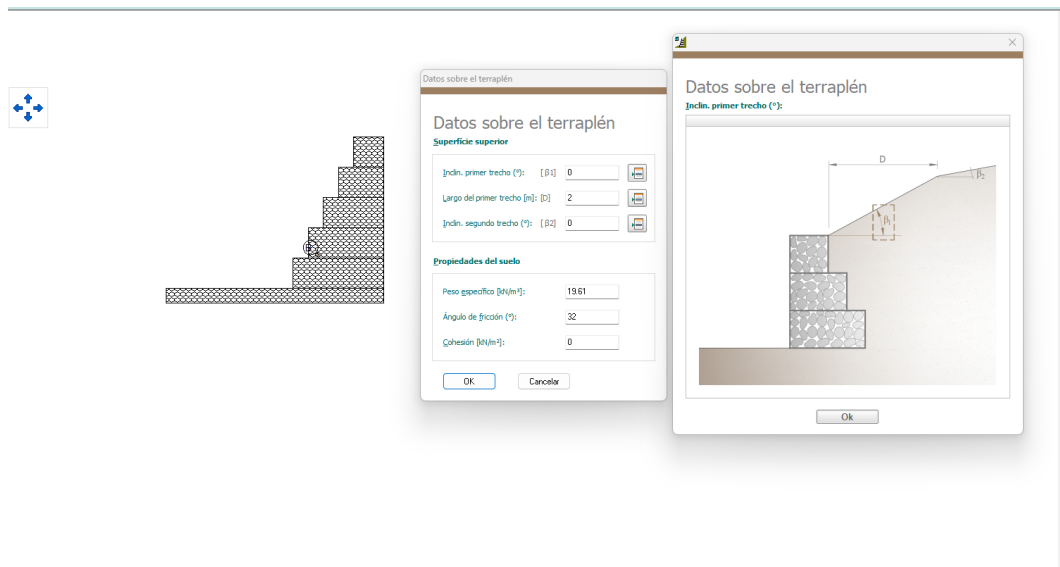 Datos sobre el terraplén
Datos sobre el terraplén
Superfície superior
Inclin. primer trecho (°): [β1] 0
Largo del primer trecho [m]: [D] 2
Inclin. segundo trecho (°): [β2] 0
Propiedades del suelo
Peso específico [kN/m³]: 19.61
Ángulo de fricción (°): 32
Cohesión [kN/m²]: 0
OK Cancelar
Datos sobre el terraplén
Inclin. primer trecho (°):
D
β2
β1
Ok